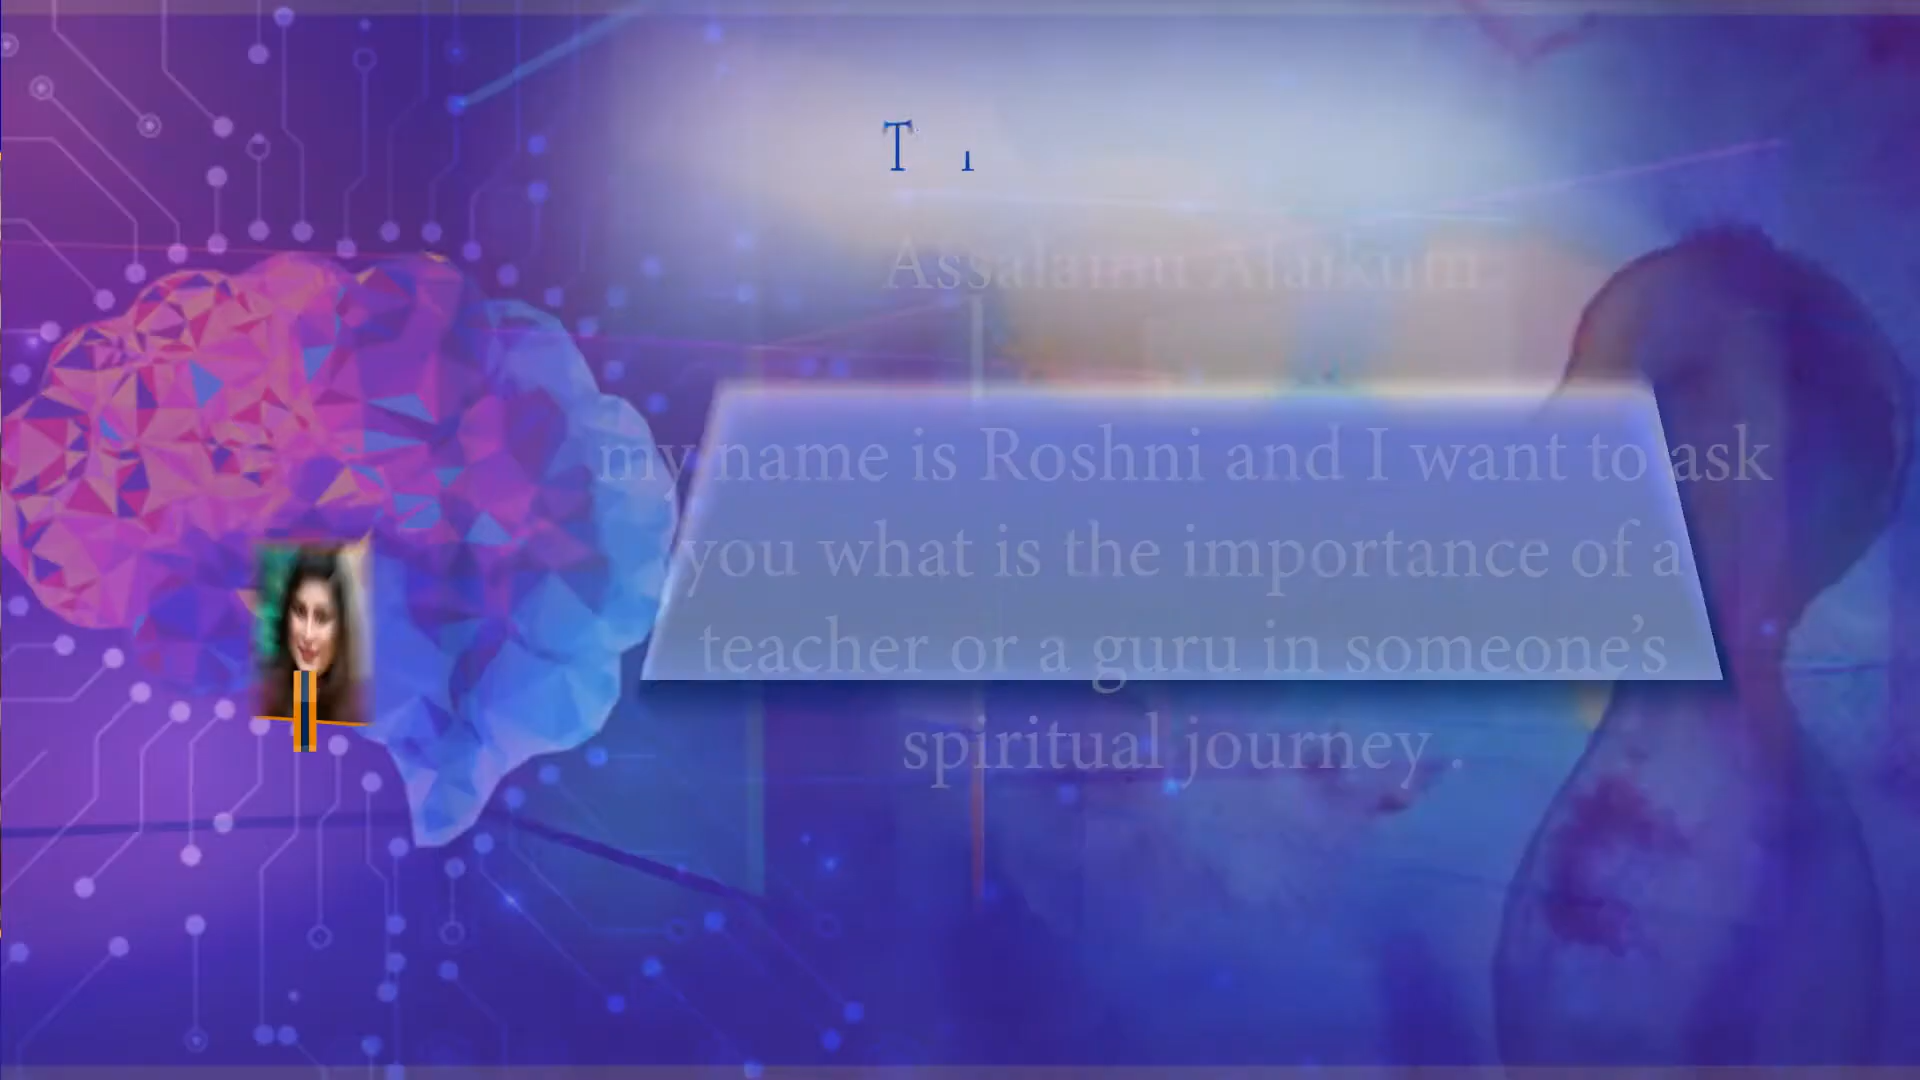 T
Assalamu Alaikum
my name is Roshni and I want to ask
you what is the importance of a
teacher or a guru in someone’s
spiritual journey .